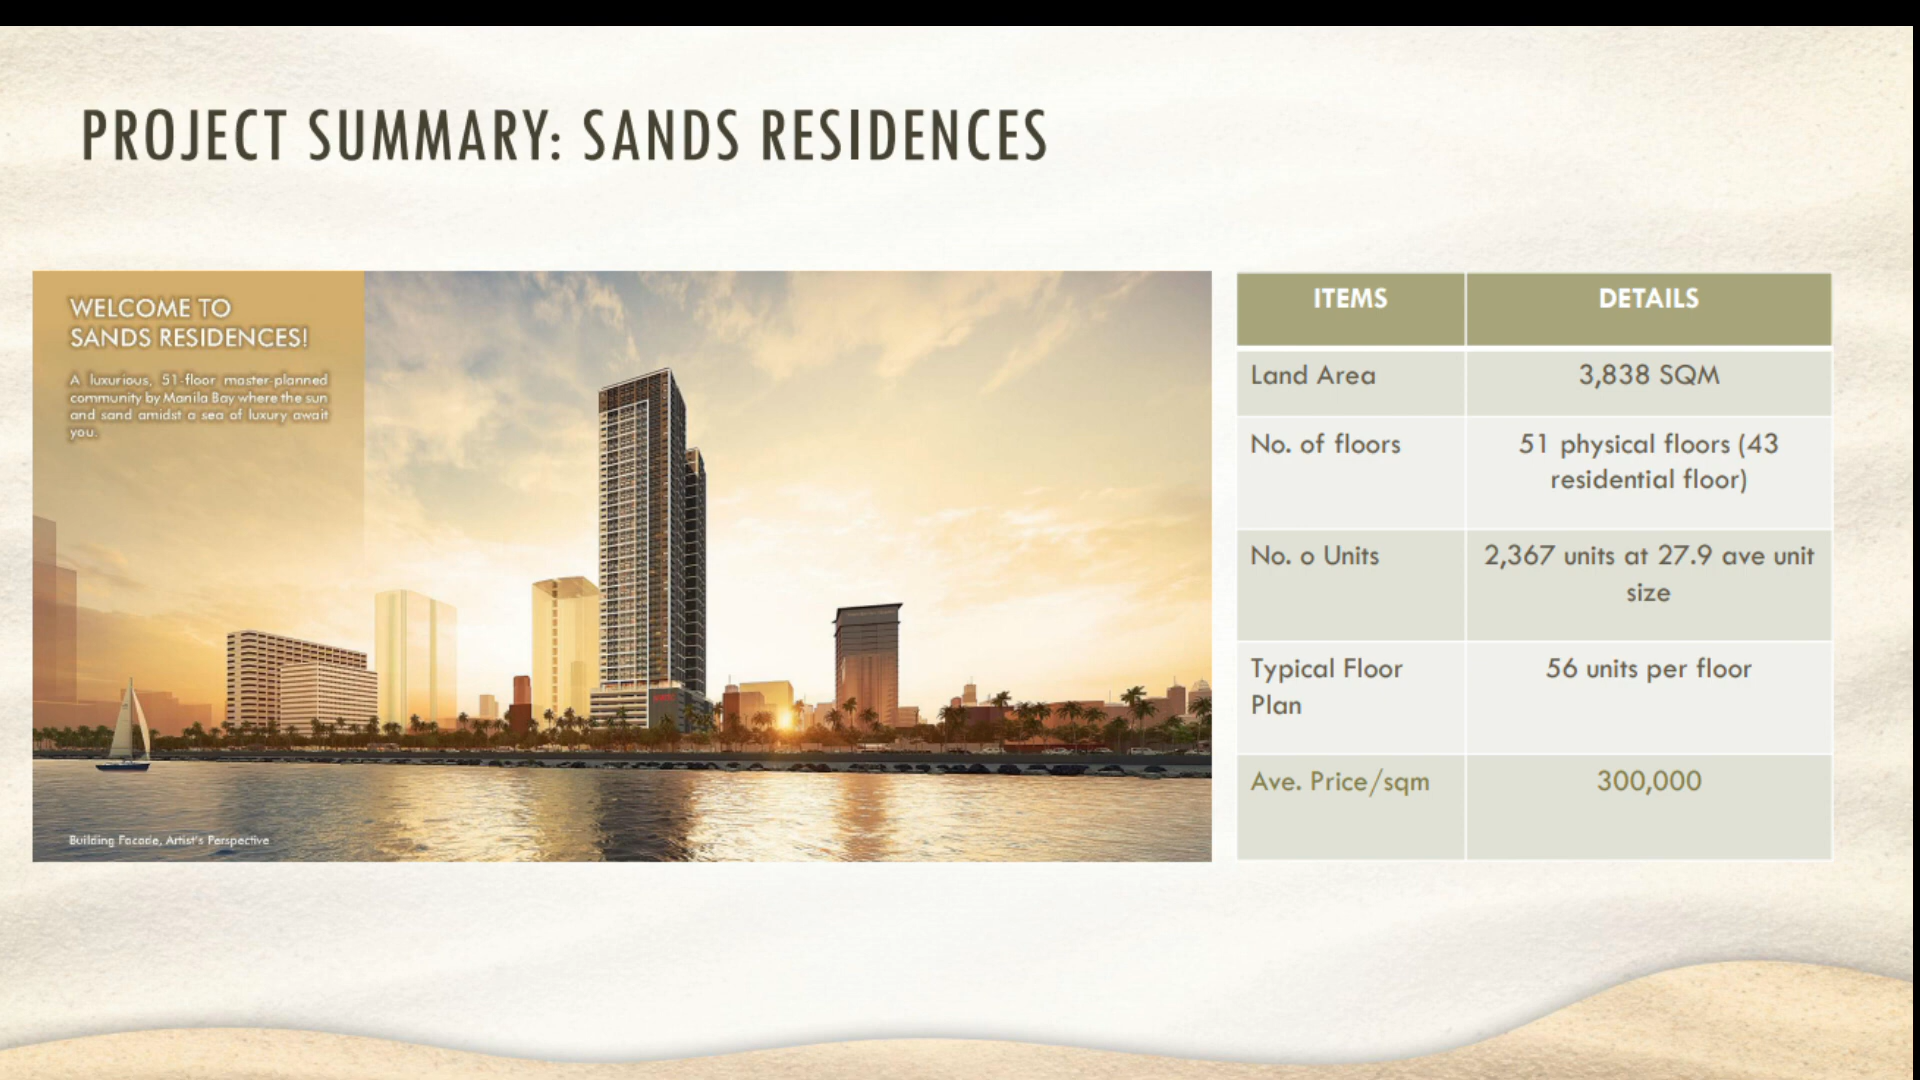 PROJECT SUMMARY: SANDS RESIDENCES
WELCOME TO
SANDS RESIDENCES!
A luxurious, 51-floor master-planned
community by Manila Bay where the sun
and sand amidst a sea of luxury await
you.
Building Facade, Artist's Perspective
ITEMS DETAILS
Land Area 3,838 SQM
No. of floors 51 physical floors (43
residential floor)
No. o Units 2,367 units at 27.9 ave unit
size
Typical Floor 56 units per floor
Plan
Ave. Price/sqm 300,000